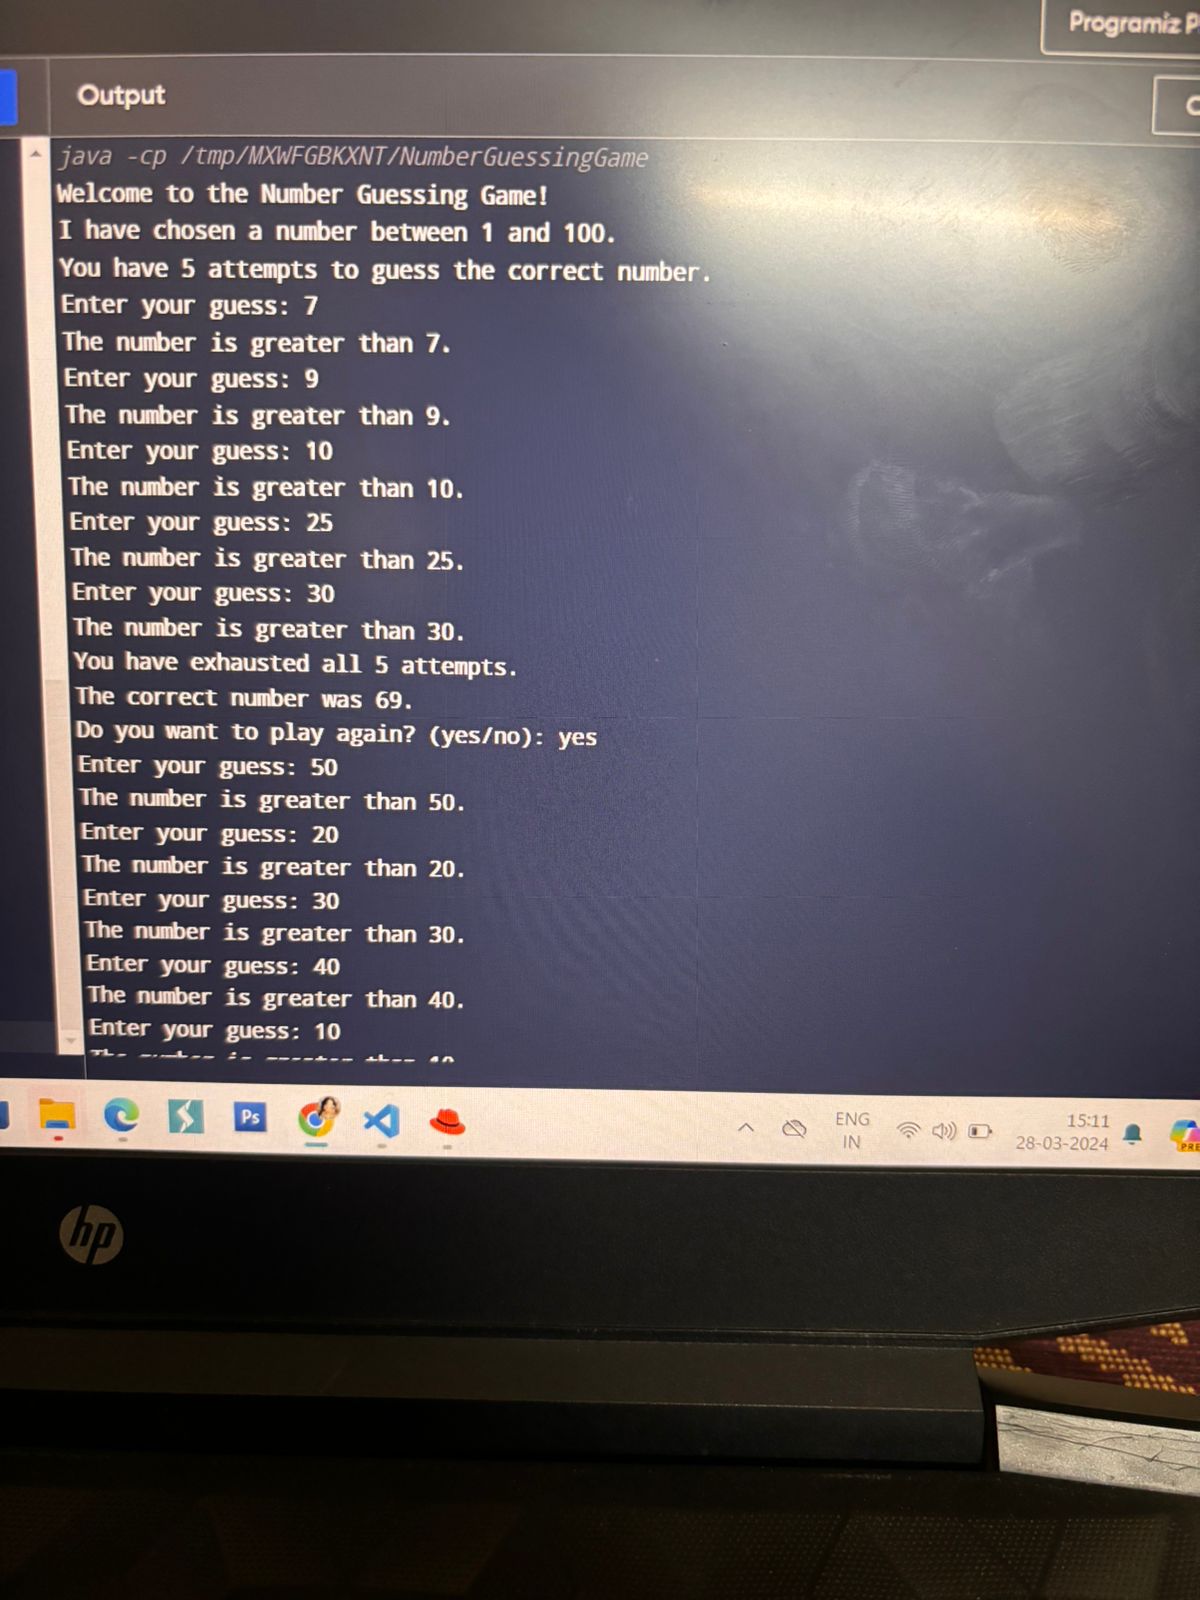 Programiz P
Output
C
java -cp /tmp/MXWFGBKXNT/NumberGuessingGame
Welcome to the Number Guessing Game!
I have chosen a number between 1 and 100.
You have 5 attempts to guess the correct number.
Enter your guess: 7
The number is greater than 7.
Enter your guess: 9
The number is greater than 9.
Enter your guess: 10
The number is greater than 10.
Enter your guess: 25
The number is greater than 25.
Enter your guess: 30
The number is greater than 30.
You have exhausted all 5 attempts.
The correct number was 69.
Do you want to play again? (yes/no): yes
Enter your guess: 50
The number is greater than 50.
Enter your guess: 20
The number is greater than 20.
Enter your guess: 30
The number is greater than 30.
Enter your guess: 40
The number is greater than 40.
Enter your guess: 10
The number is greater than 10.
Ps
ENG
IN
15:11
28-03-2024
PRE
hp